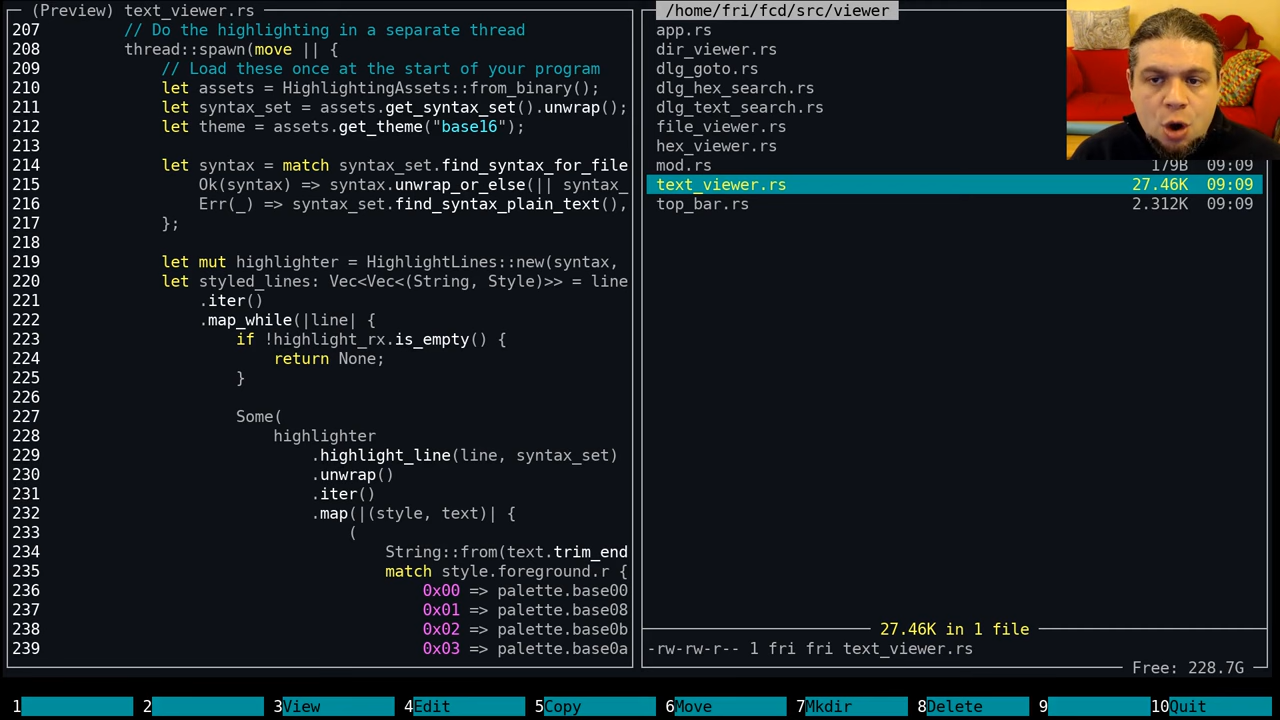 (Preview) text_viewer.rs
207 // Do the highlighting in a separate thread
208 thread::spawn(move || {
209 // Load these once at the start of your program
210 let assets = HighlightingAssets::from_binary();
211 let syntax_set = assets.get_syntax_set().unwrap();
212 let theme = assets.get_theme("base16");
213
214 let syntax = match syntax_set.find_syntax_for_file
215 Ok(syntax) => syntax.unwrap_or_else(|| syntax_
216 Err(_) => syntax_set.find_syntax_plain_text(),
217 };
218
219 let mut highlighter = HighlightLines::new(syntax,
220 let styled_lines: Vec<Vec<(String, Style)>> = line
221 .iter()
222 .map_while(|line| {
223 if !highlight_rx.is_empty() {
224 return None;
225 }
226
227 Some(
228 highlighter
229 .highlight_line(line, syntax_set)
230 .unwrap()
231 .iter()
232 .map(|(style, text)| {
233 (
234 String::from(text.trim_end
235 match style.foreground.r {
236 0x00 => palette.base00
237 0x01 => palette.base08
238 0x02 => palette.base0b
239 0x03 => palette.base0a
/home/fri/fcd/src/viewer
app.rs
dir_viewer.rs
dlg_goto.rs
dlg_hex_search.rs
dlg_text_search.rs
file_viewer.rs
hex_viewer.rs
mod.rs 179B 09:09
text_viewer.rs 27.46K 09:09
top_bar.rs 2.312K 09:09
27.46K in 1 file
-rw-rw-r-- 1 fri fri text_viewer.rs
Free: 228.7G
1 2 3View 4Edit 5Copy 6Move 7Mkdir 8Delete 9 10Quit